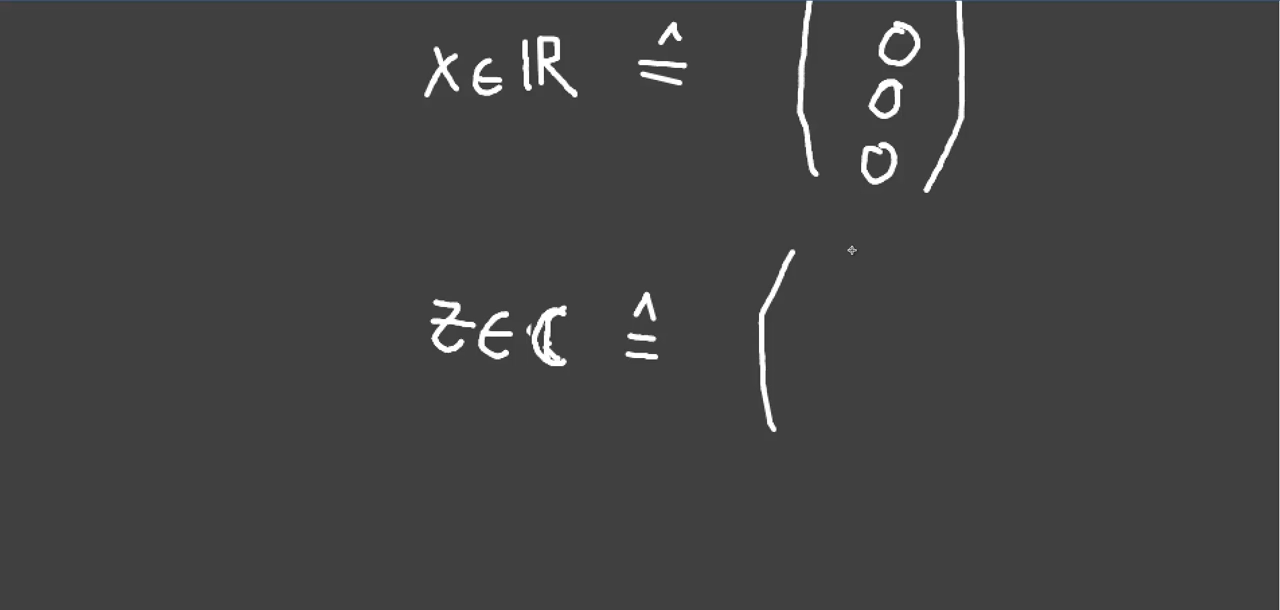 x∈ℝ ≙ ( 0
0
0 )
z∈ℂ ≙ (